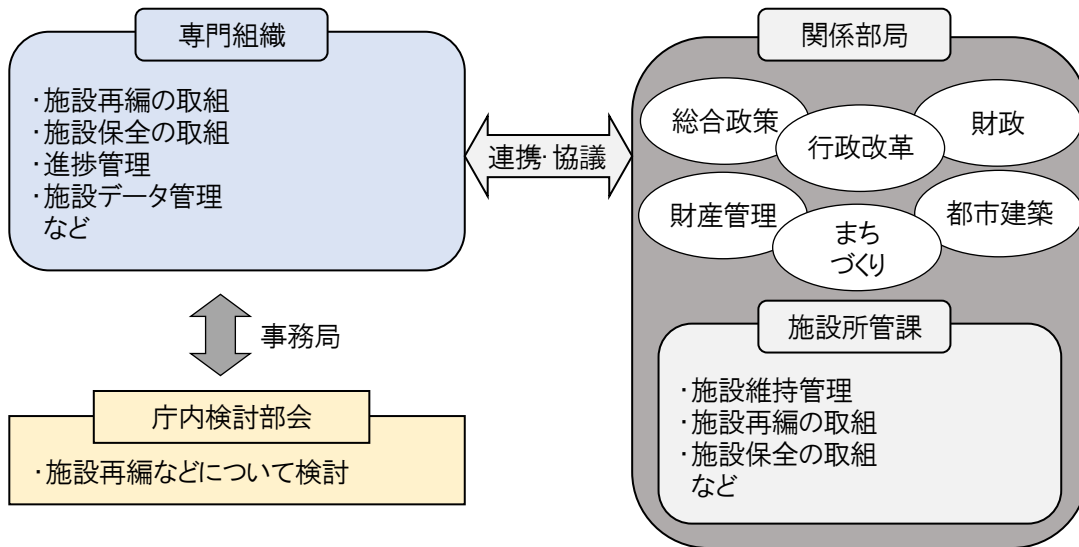 専門組織
・施設再編の取組
・施設保全の取組
・進捗管理
・施設データ管理
など
連携・協議
事務局
庁内検討部会
・施設再編などについて検討
関係部局
総合政策
行政改革
財政
財産管理
まち
づくり
都市建築
施設所管課
・施設維持管理
・施設再編の取組
・施設保全の取組
など